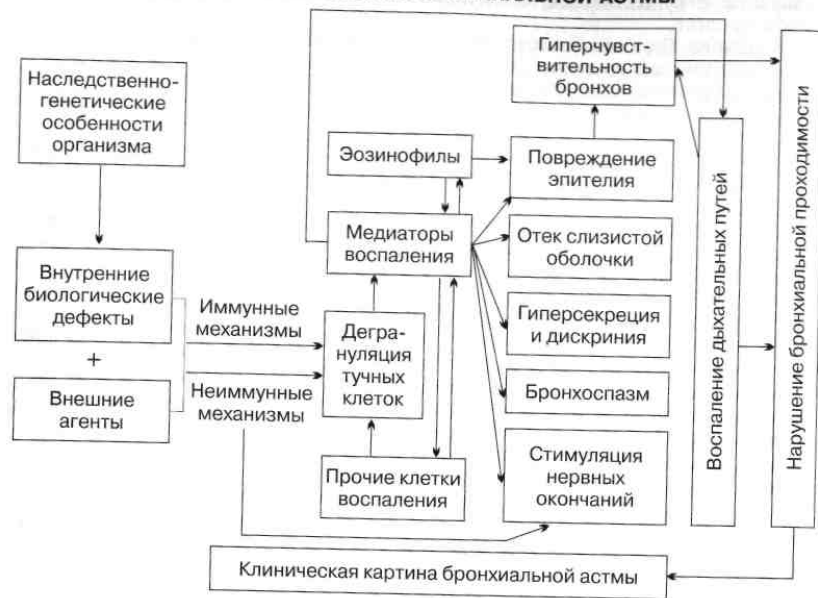 АСТМЫ
Наследственно-
генетические
особенности
организма
Гиперчувст-
вительность
бронхов
Эозинофилы
Повреждение
эпителия
Медиаторы
воспаления
Отек слизистой
оболочки
Внутренние
биологические
дефекты
+
Внешние
агенты
Иммунные
механизмы
Неиммунные
механизмы
Дегра-
нуляция
тучных
клеток
Гиперсекреция
и дискриния
Бронхоспазм
Прочие клетки
воспаления
Стимуляция
нервных
окончаний
Воспаление дыхательных путей
Нарушение бронхиальной проходимости
Клиническая картина бронхиальной астмы